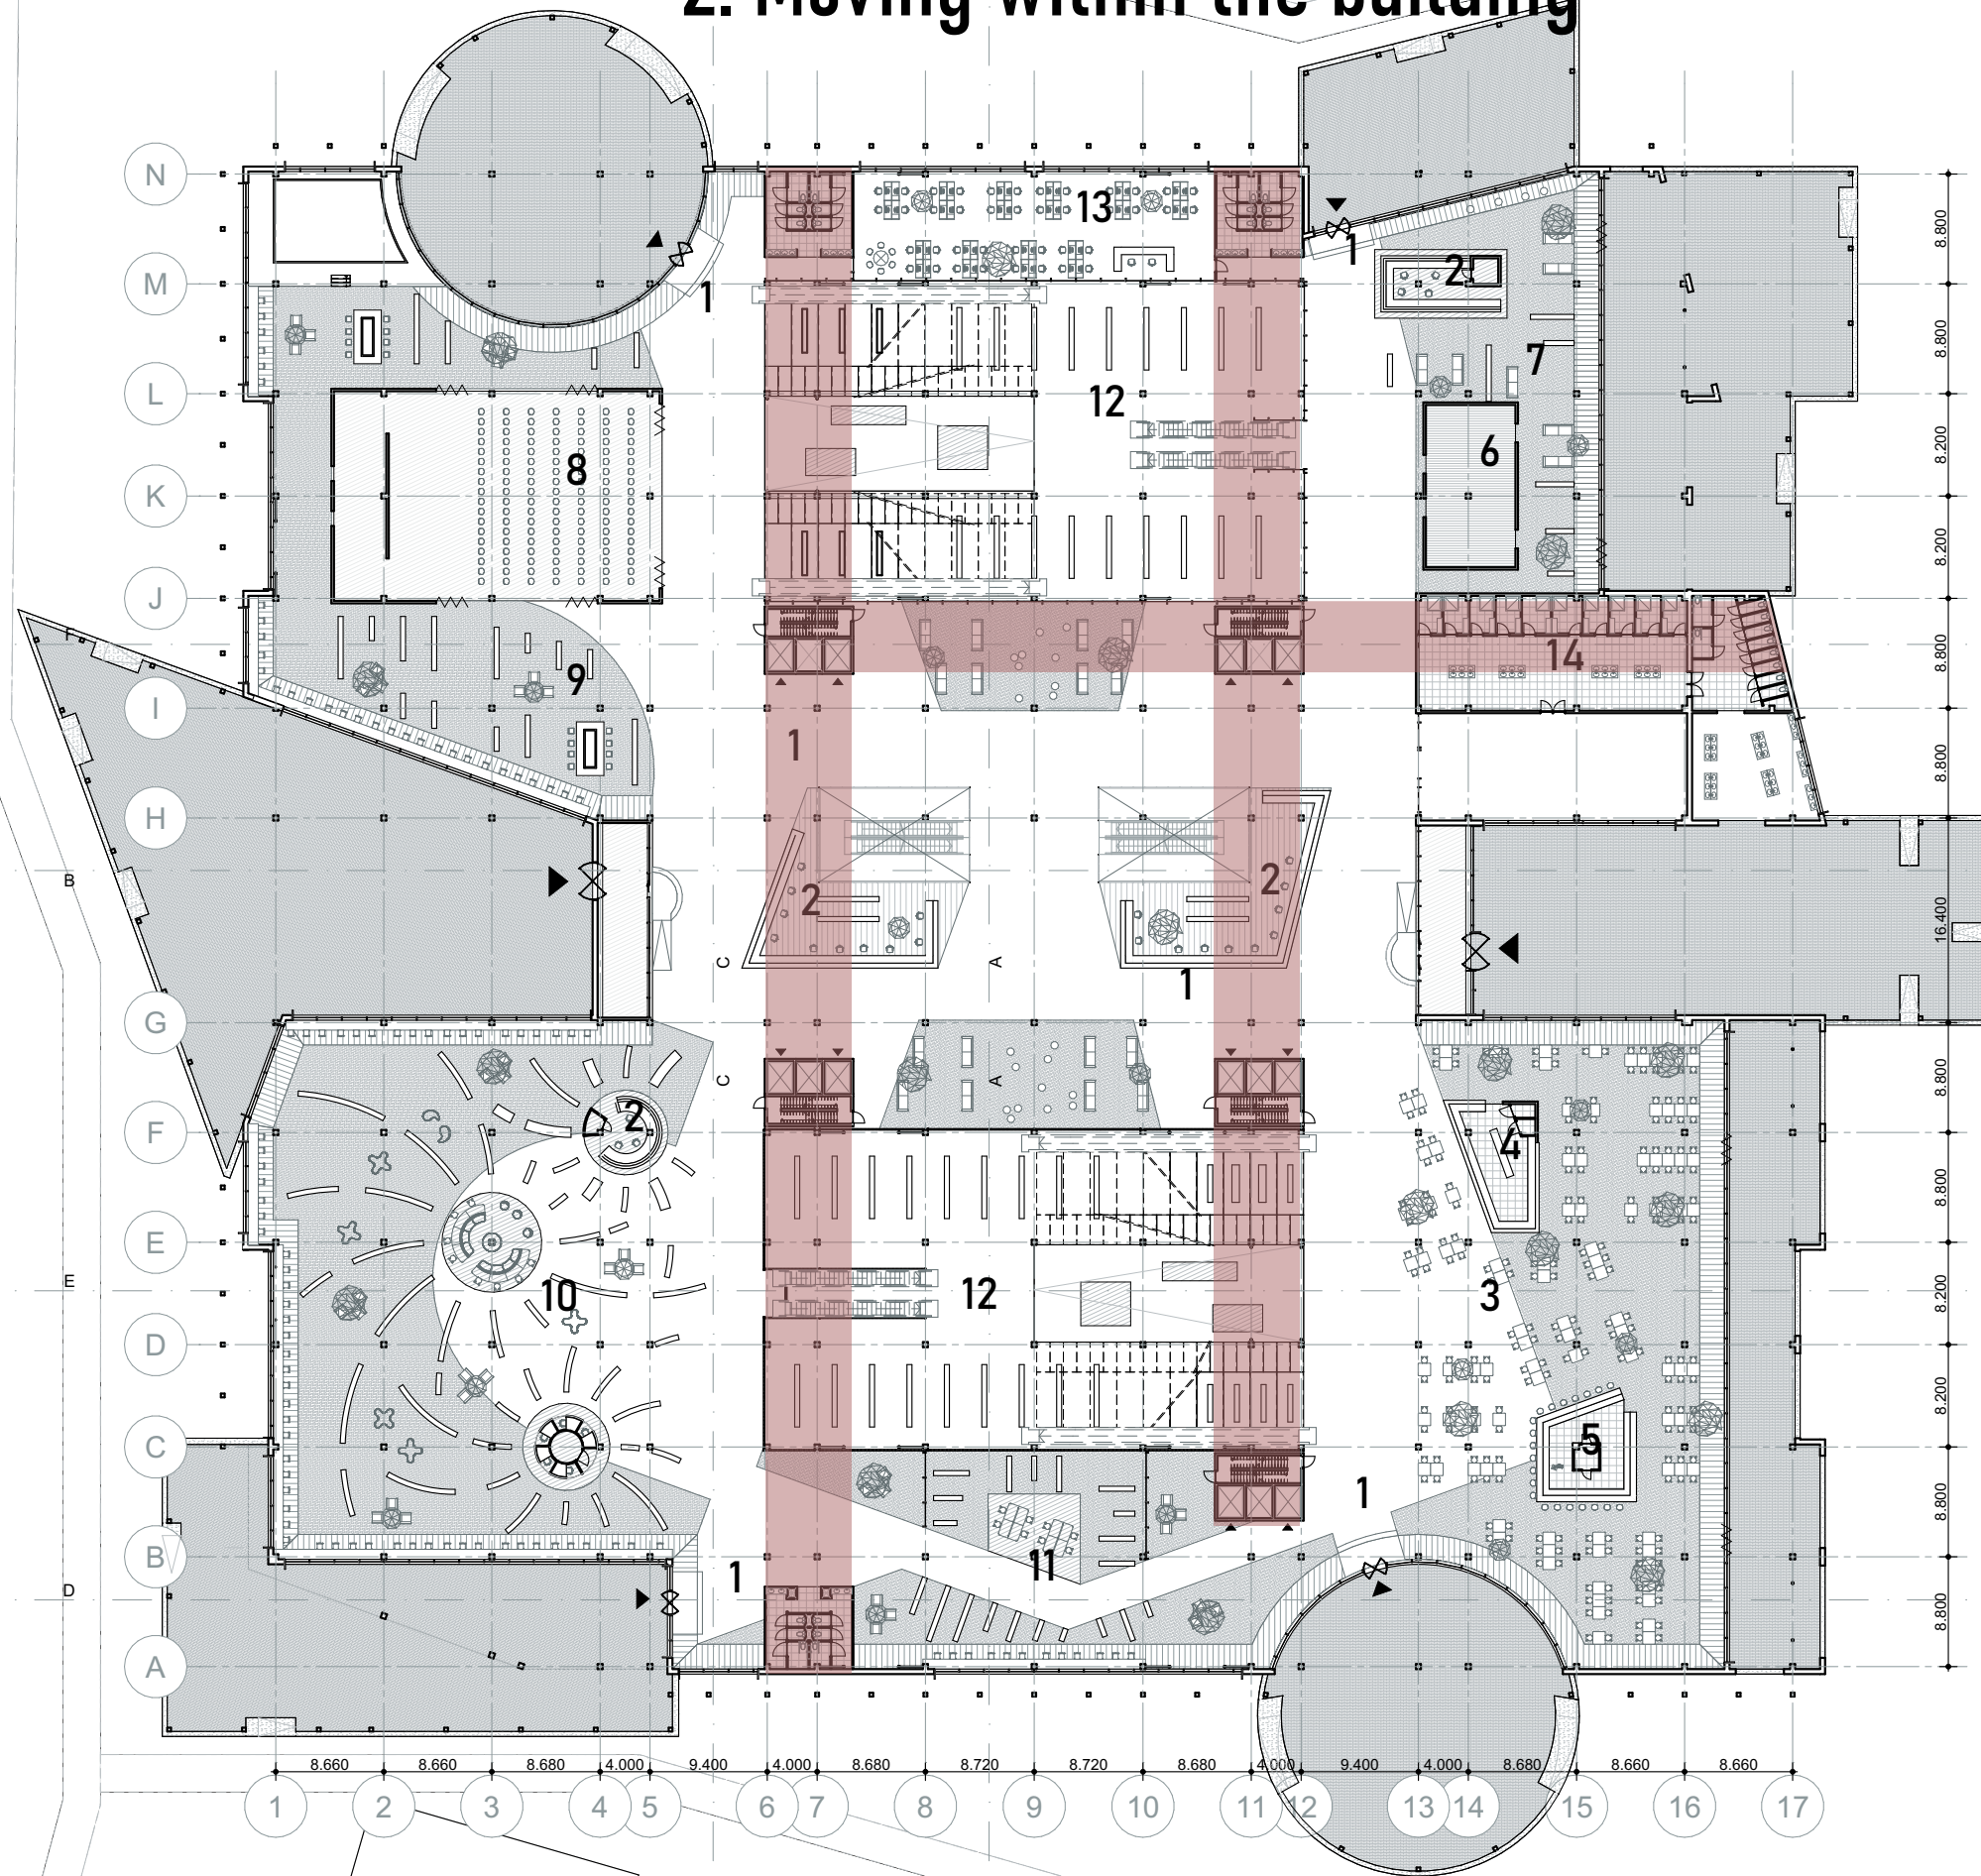 2. Moving within the building
N
13
8.800
1
2
M
1
8.800
7
L
12
6
8
8.200
K
8.200
J
F
14
8.800
9
I
1
8.800
H
2
2
B
16.400
C
A
1
G
C
A
8.800
2
F
4
8.800
E
E
10
12
3
8.200
D
8.200
C
5
1
8.800
B
11
1
D
8.800
A
8.660 8.660 8.680 4.000 9.400 4.000 8.680 8.720 8.720 8.680 4.000 9.400 4.000 8.680 8.660 8.660
1 2 3 4 5 6 7 8 9 10 11 12 13 14 15 16 17